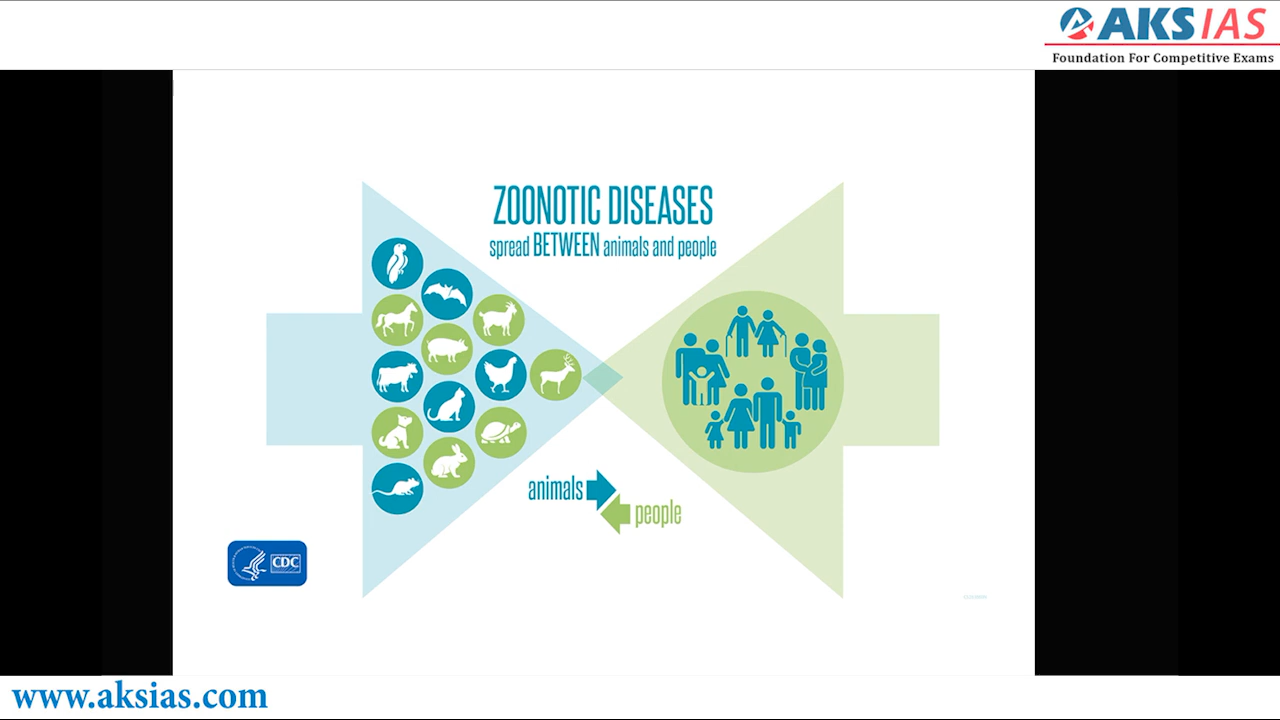 AKS IAS
Foundation For Competitive Exams
ZOONOTIC DISEASES
spread BETWEEN animals and people
animals
people
CDC
www.aksias.com